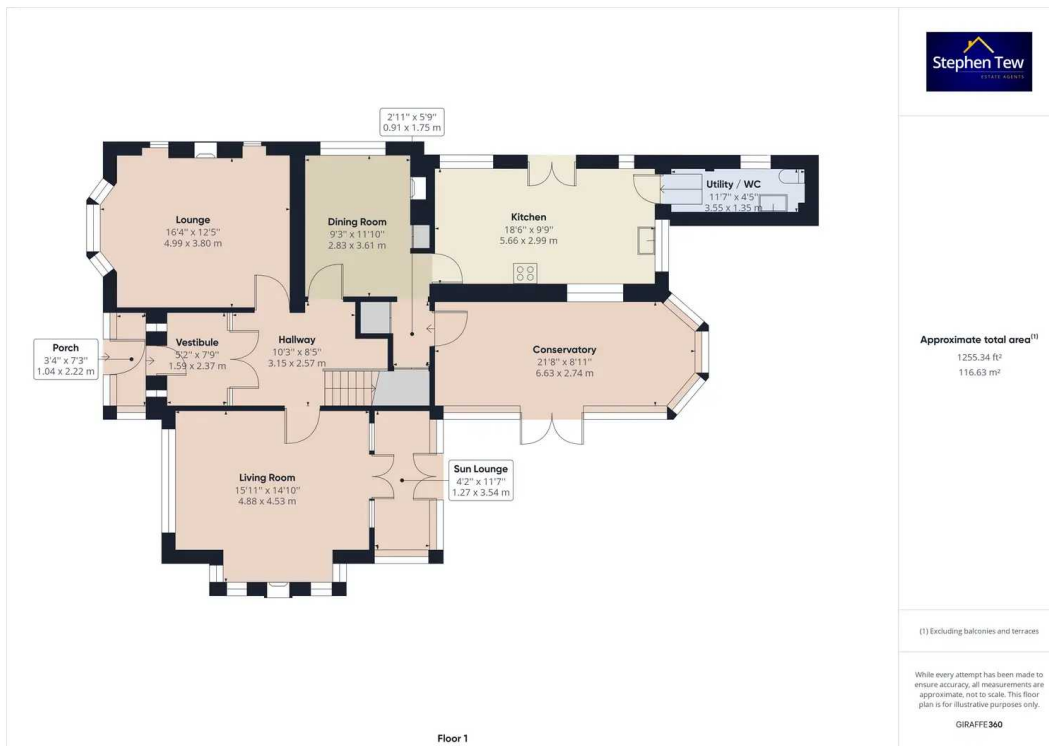 2'11" x 5'9"
0.91 x 1.75 m
Lounge
16'4" x 12'5"
4.99 x 3.80 m
Dining Room
9'3" x 11'10"
2.83 x 3.61 m
Kitchen
18'6" x 9'9"
5.66 x 2.99 m
Utility / WC
11'7" x 4'5"
3.55 x 1.35 m
Porch
3'4" x 7'3"
1.04 x 2.22 m
Vestibule
5'2" x 7'9"
1.59 x 2.37 m
Hallway
10'3" x 8'5"
3.15 x 2.57 m
Conservatory
21'8" x 8'11"
6.63 x 2.74 m
Living Room
15'11" x 14'10"
4.88 x 4.53 m
Sun Lounge
4'2" x 11'7"
1.27 x 3.54 m
Floor 1
Stephen Tew
ESTATE AGENTS
Approximate total area(1)
1255.34 ft²
116.63 m²
(1) Excluding balconies and terraces
While every attempt has been made to
ensure accuracy, all measurements are
approximate, not to scale. This floor
plan is for illustrative purposes only.
GIRAFFE360